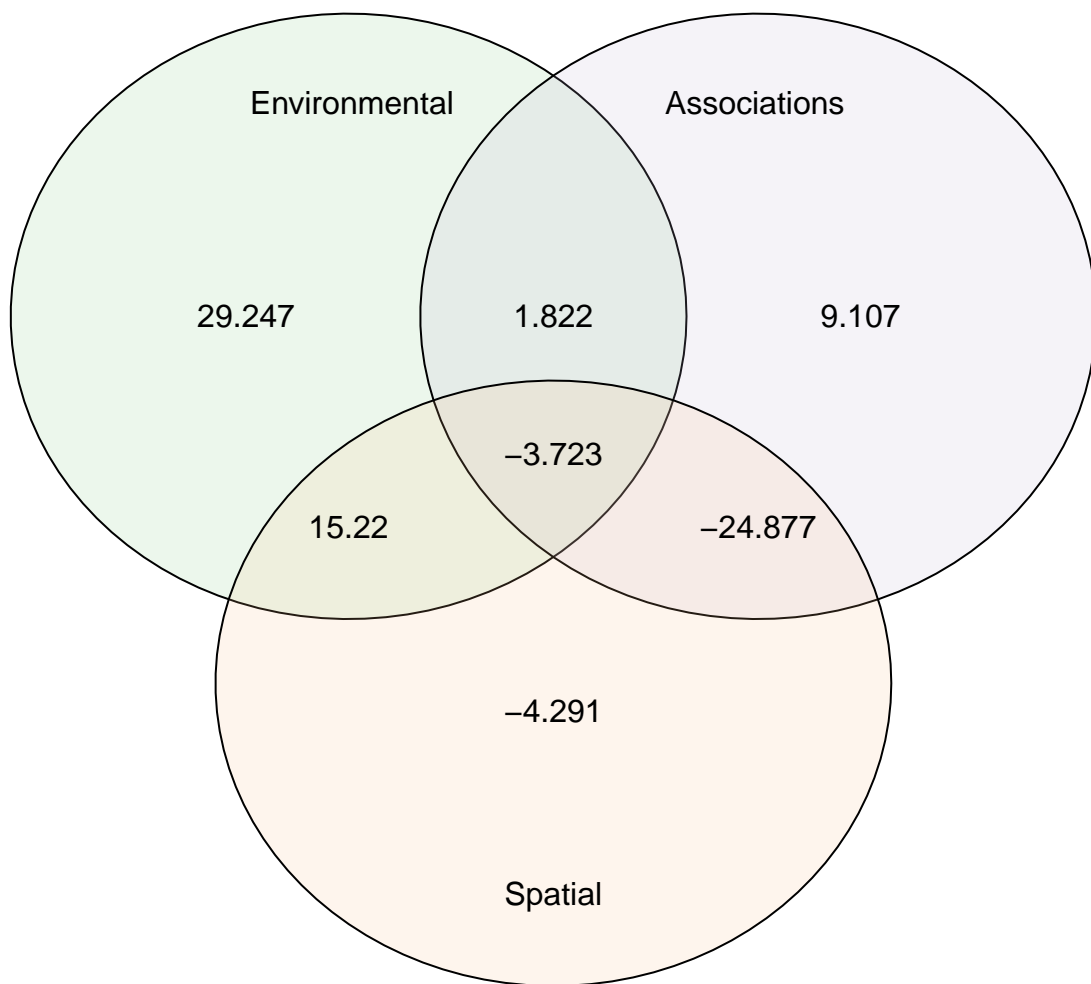 Environmental
Associations
29.247
1.822
9.107
−3.723
15.22
−24.877
−4.291
Spatial